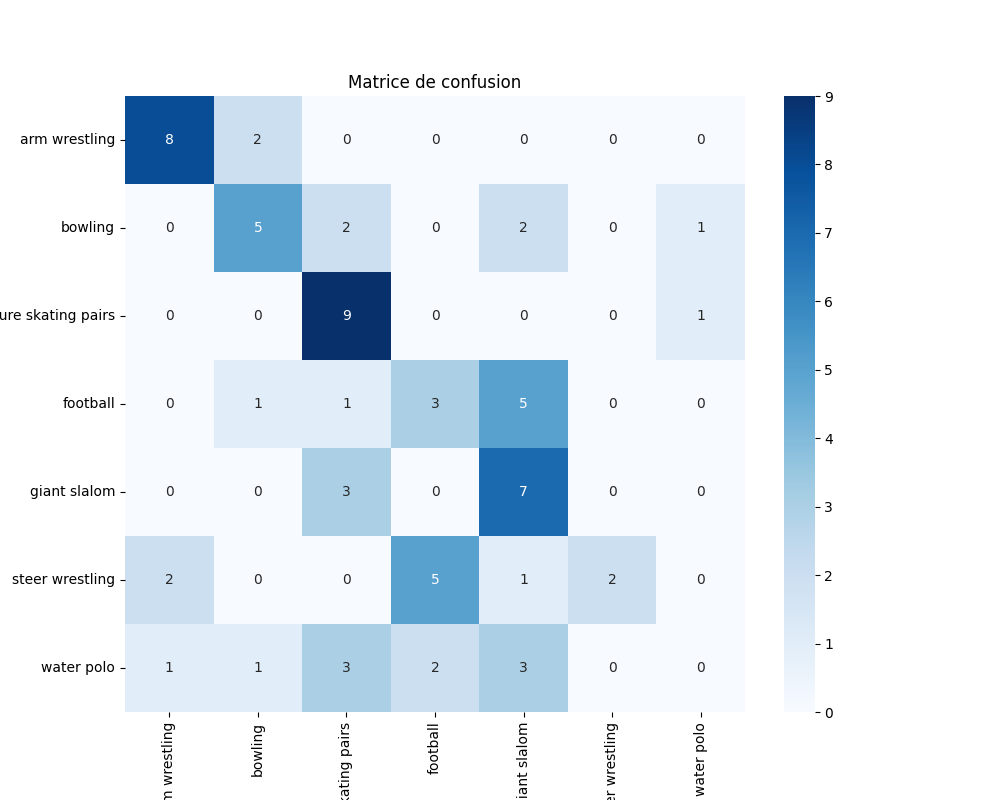 Matrice de confusion
arm wrestling 8 2 0 0 0 0 0
bowling 0 5 2 0 2 0 1
ure skating pairs 0 0 9 0 0 0 1
football 0 1 1 3 5 0 0
giant slalom 0 0 3 0 7 0 0
steer wrestling 2 0 0 5 1 2 0
water polo 1 1 3 2 3 0 0
m wrestling
bowling
kating pairs
football
iant slalom
er wrestling
water polo
9
8
7
6
5
4
3
2
1
0